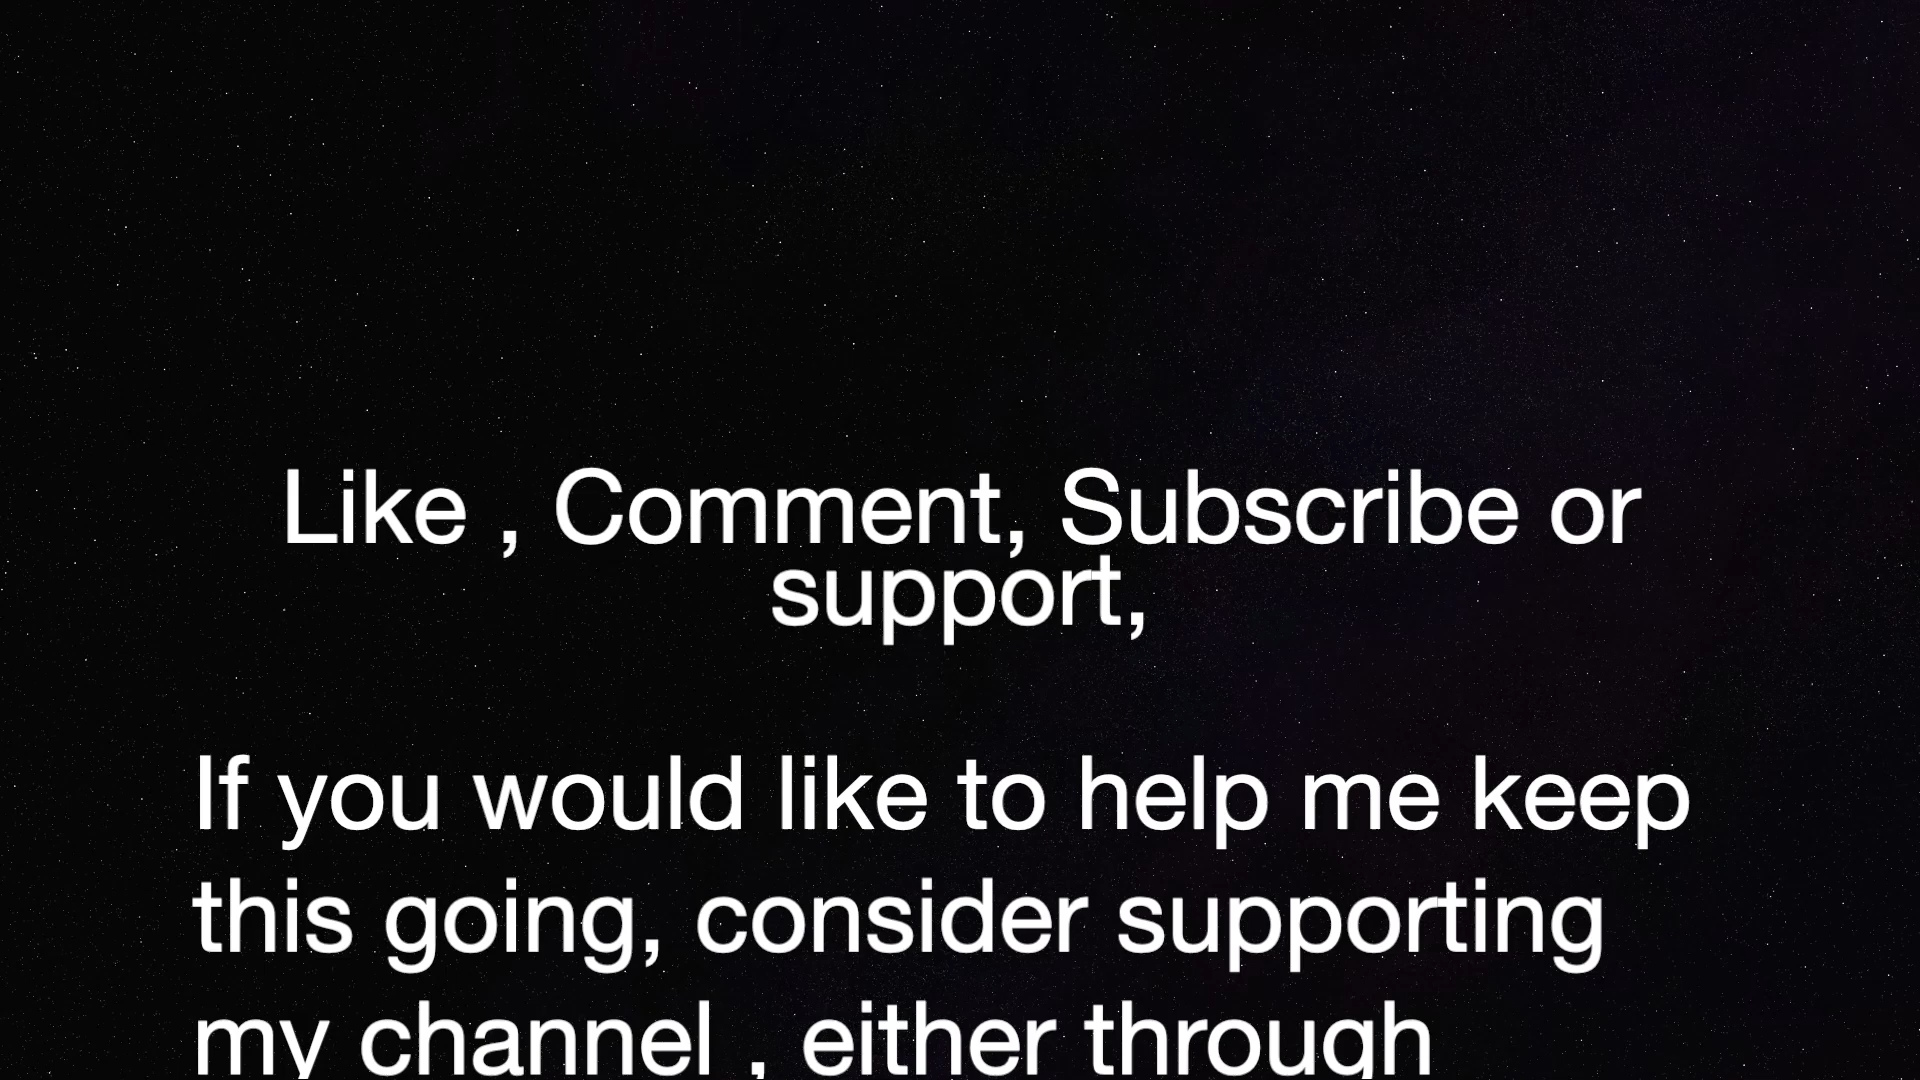 Like , Comment, Subscribe or
support,
If you would like to help me keep
this going, consider supporting
my channel , either through